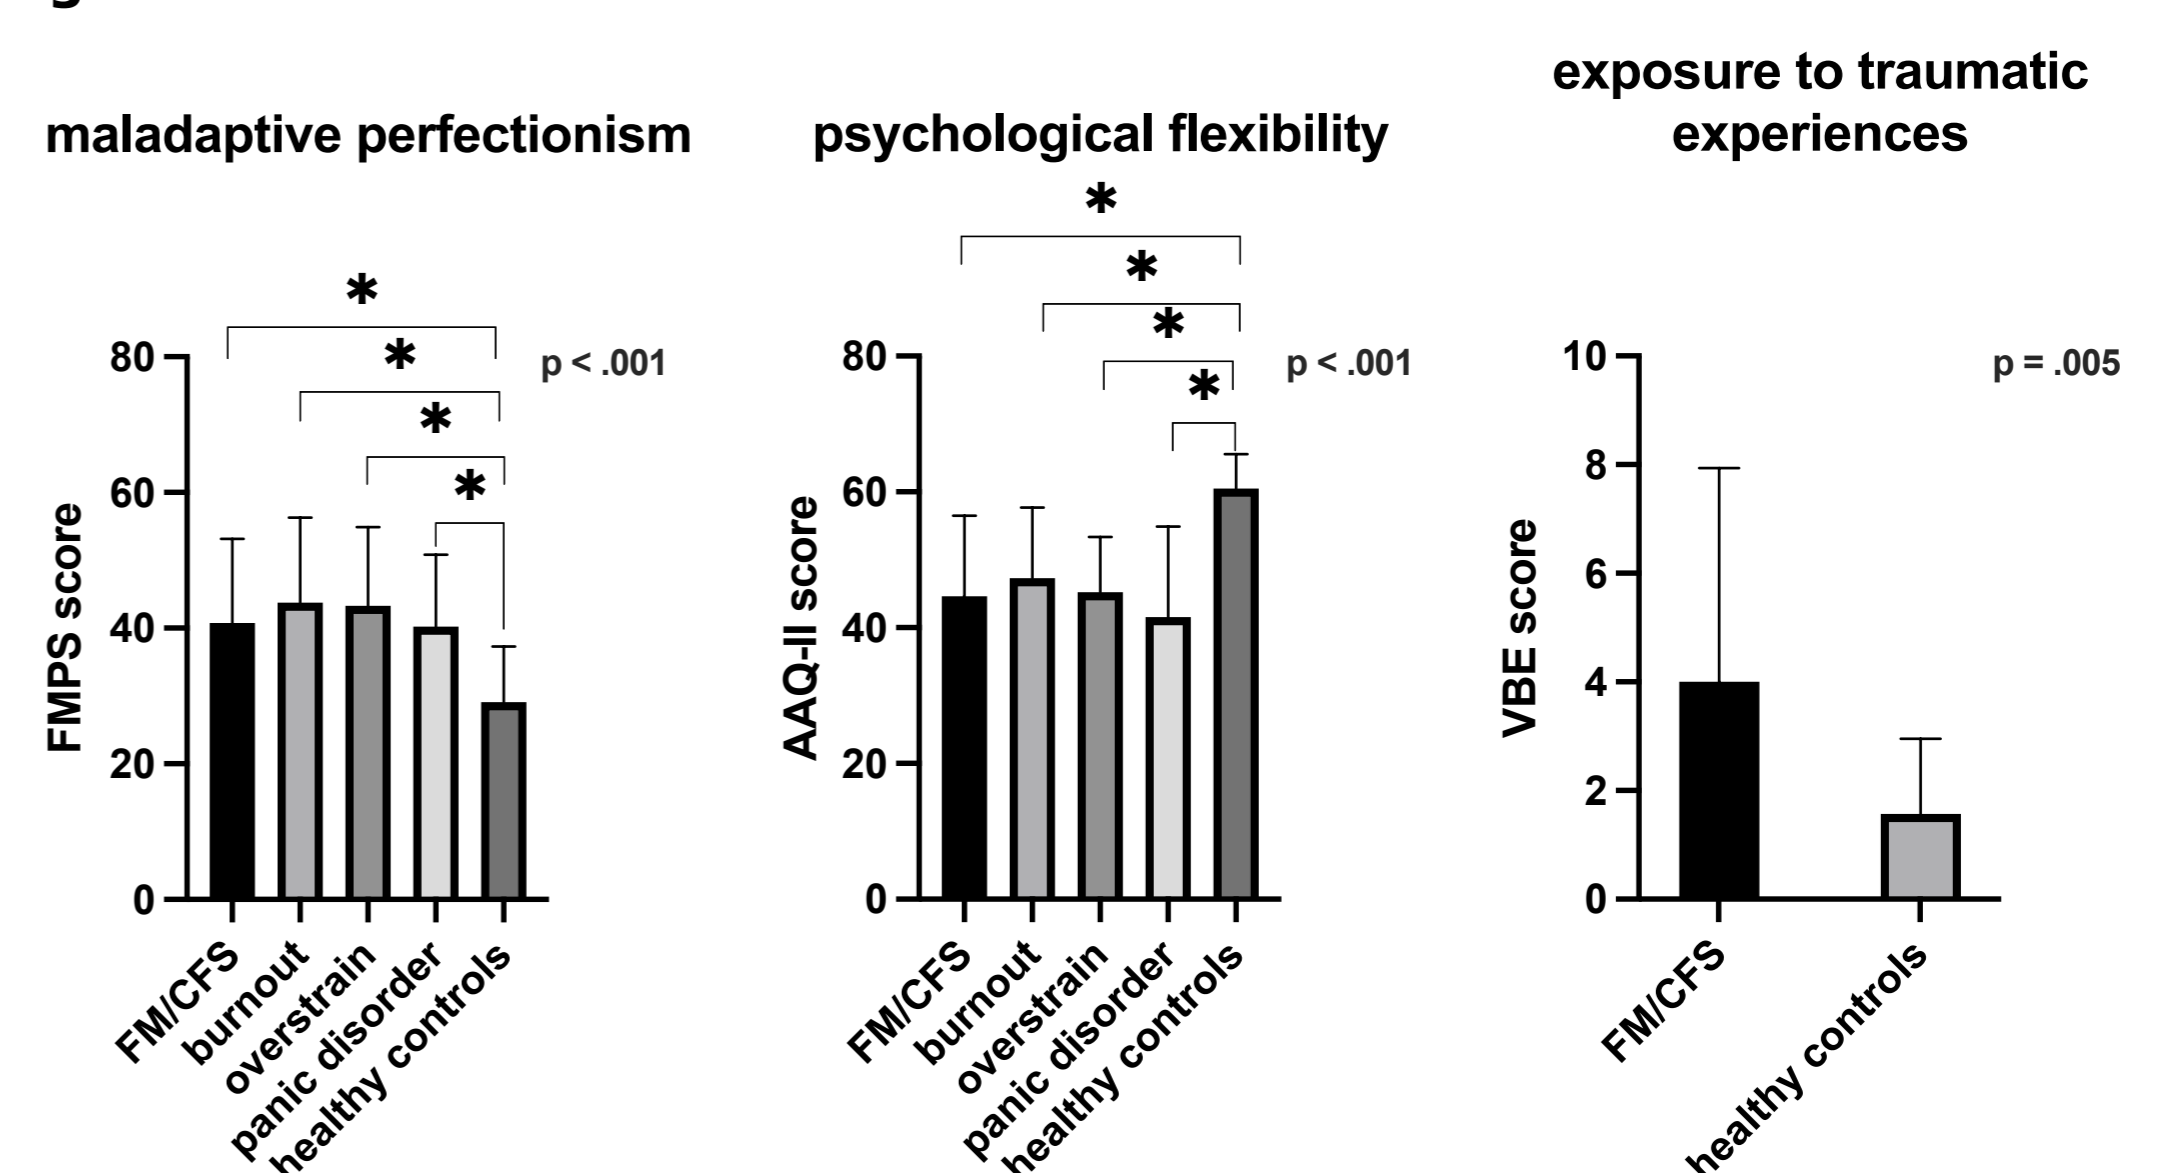 maladaptive perfectionism
*
*
*
*
p < .001
80
60
40
20
0
FMPS score
FM/CFS
burnout
overstrain
panic disorder
healthy controls
psychological flexibility
*
*
*
*
p < .001
80
60
40
20
0
AAQ-II score
FM/CFS
burnout
overstrain
panic disorder
healthy controls
exposure to traumatic
experiences
p = .005
10
8
6
4
2
0
VBE score
FM/CFS
healthy controls